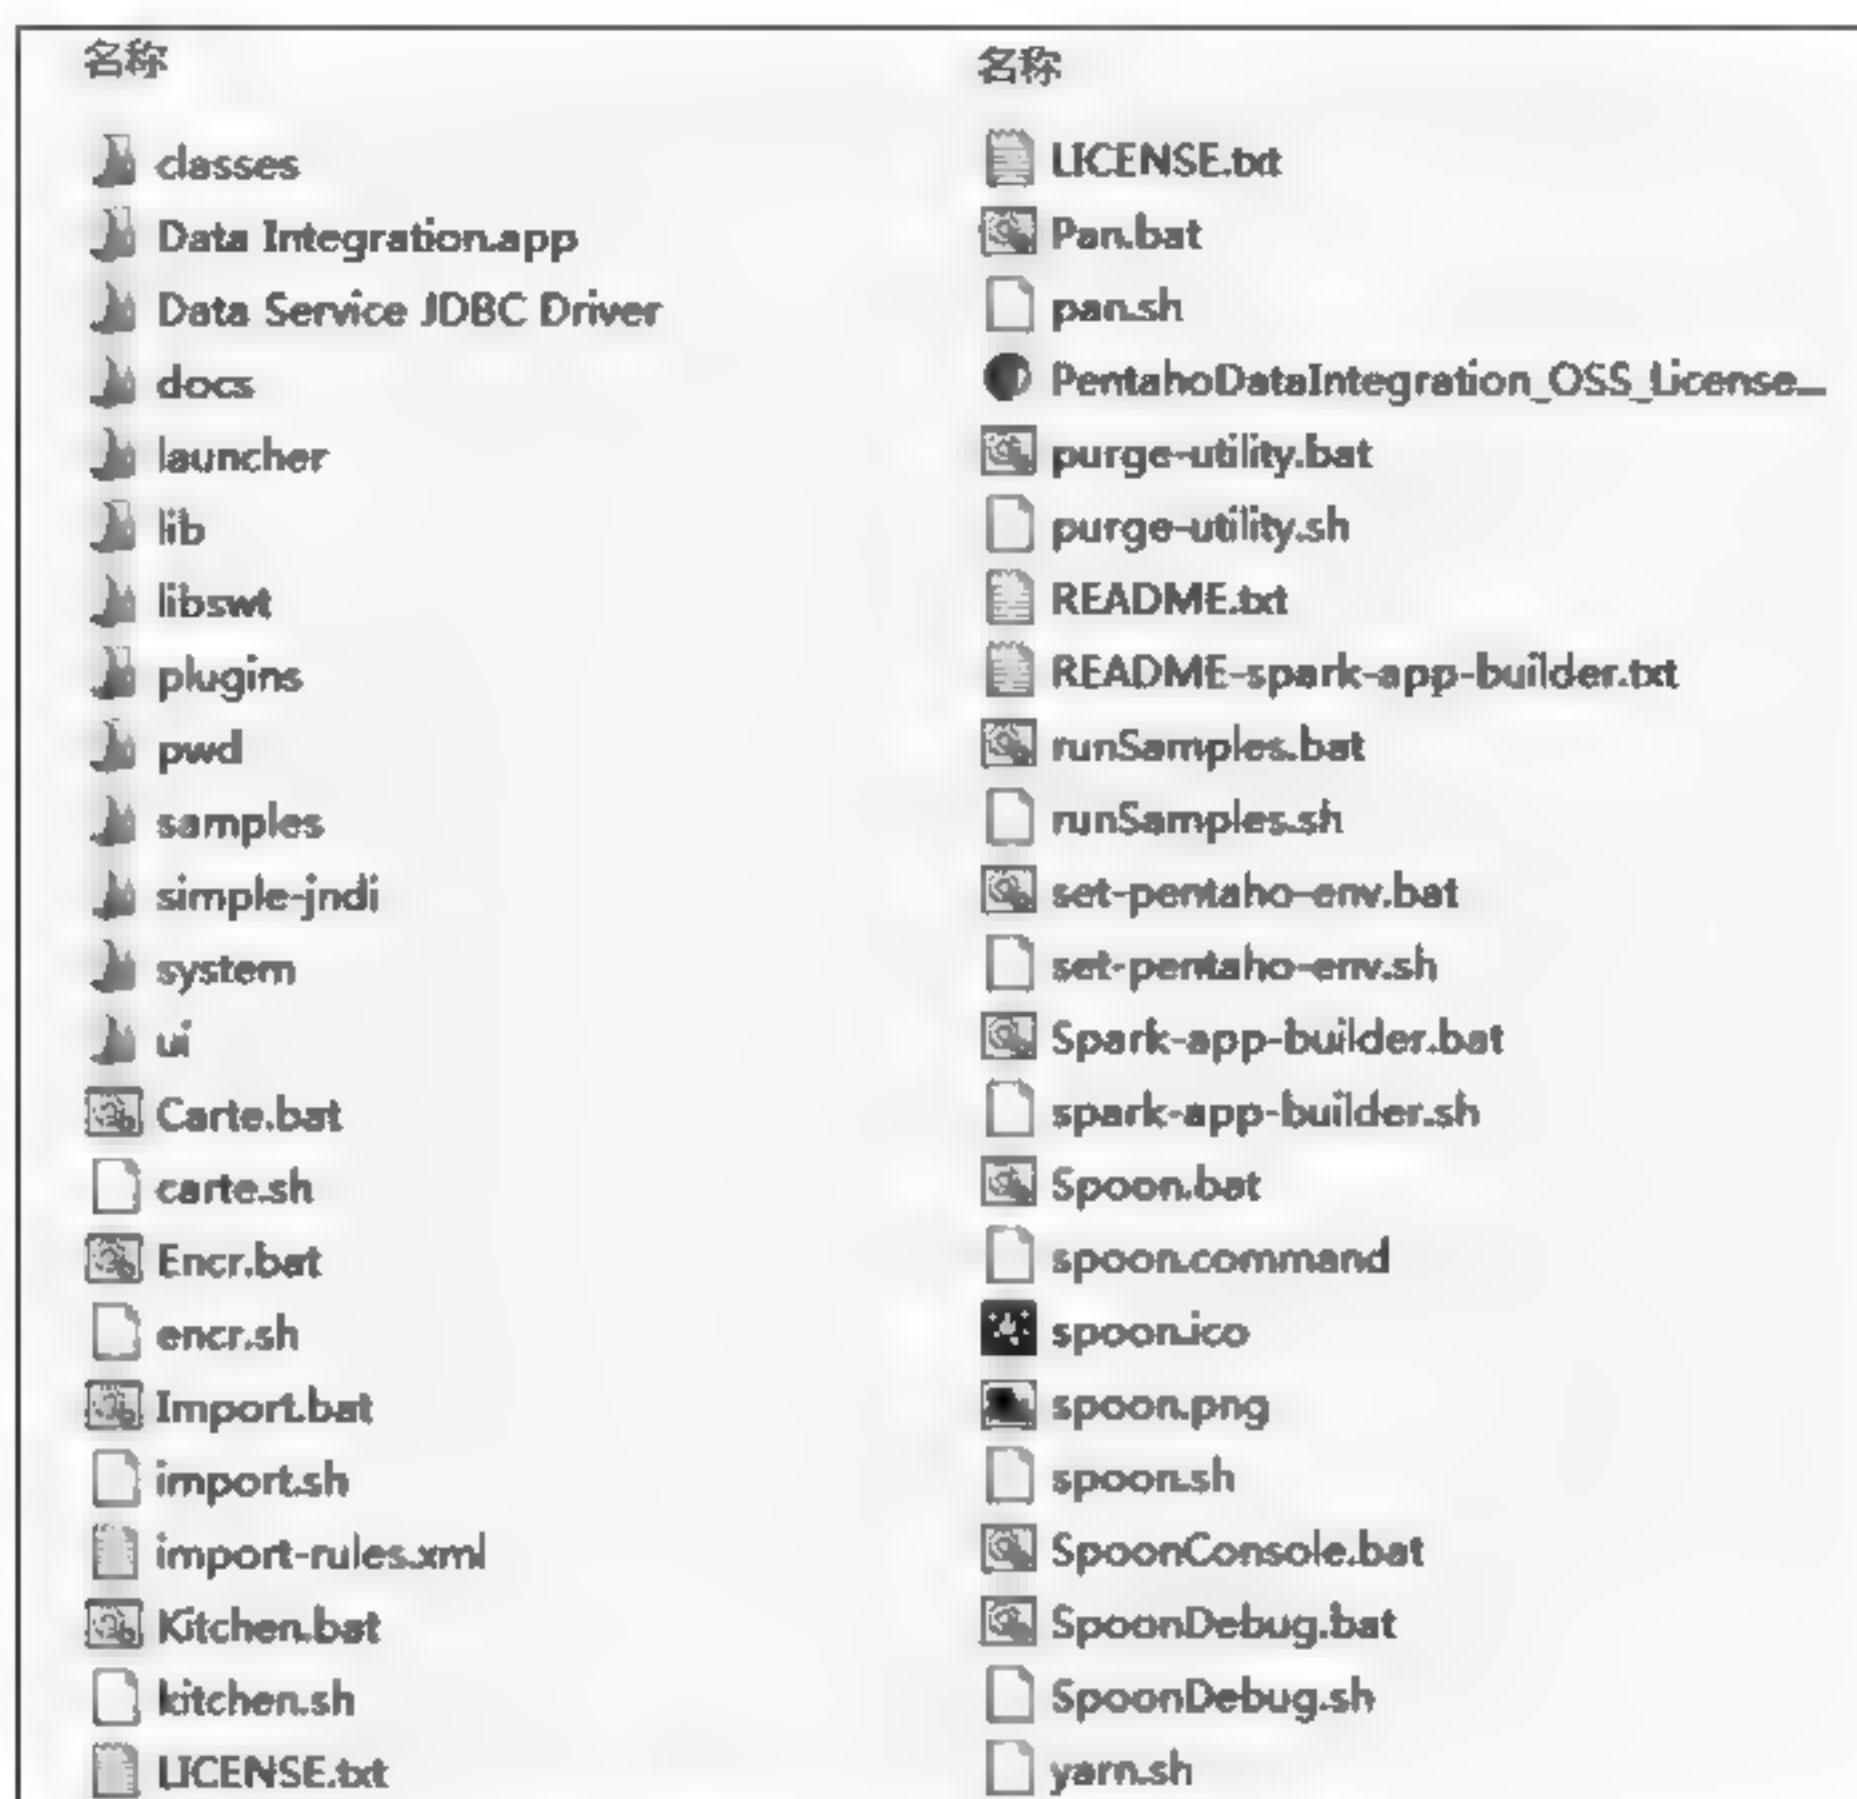 名称
classes
Data Integration.app
Data Service JDBC Driver
docs
launcher
lib
libswt
plugins
pwd
samples
simple-jndi
system
ui
Carte.bat
carte.sh
Encr.bat
encr.sh
Import.bat
import.sh
import-rules.xml
Kitchen.bat
kitchen.sh
LICENSE.txt
名称
LICENSE.txt
Pan.bat
pan.sh
PentahoDataIntegration_OSS_License...
purge-utility.bat
purge-utility.sh
README.txt
README-spark-app-builder.txt
runSamples.bat
runSamples.sh
set-pentaho-env.bat
set-pentaho-env.sh
Spark-app-builder.bat
spark-app-builder.sh
Spoon.bat
spoon.command
spoon.ico
spoon.png
spoon.sh
SpoonConsole.bat
SpoonDebug.bat
SpoonDebug.sh
yarn.sh